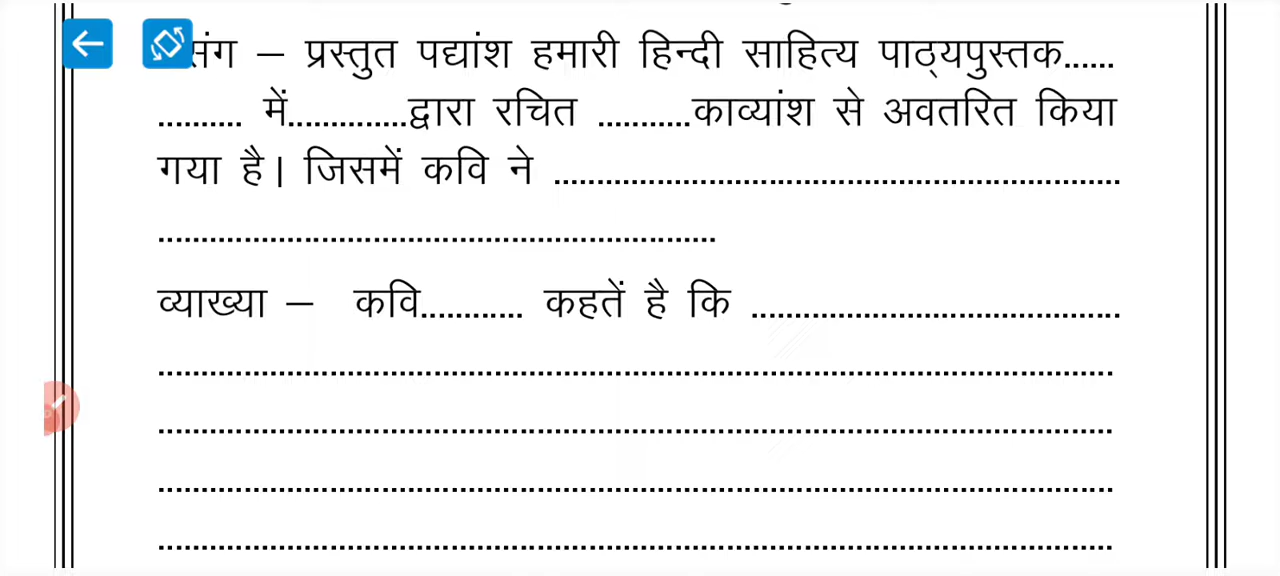 संग – प्रस्तुत पद्यांश हमारी हिन्दी साहित्य पाठ्यपुस्तक......
.......... में..............द्वारा रचित ...........काव्यांश से अवतरित किया
गया है। जिसमें कवि ने ..................................................................
.................................................................
व्याख्या – कवि............ कहतें है कि ...........................................
...............................................................................................................
...............................................................................................................
...............................................................................................................
...............................................................................................................